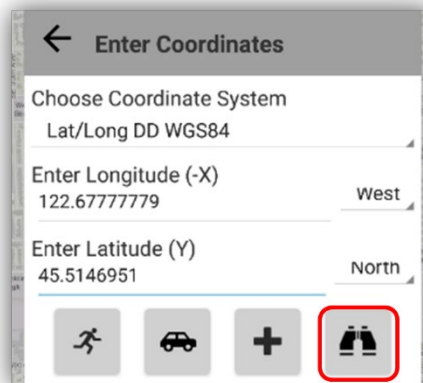 Enter Coordinates
Choose Coordinate System
Lat/Long DD WGS84
Enter Longitude (-X)
122.67777779 West
Enter Latitude (Y)
45.5146951 North